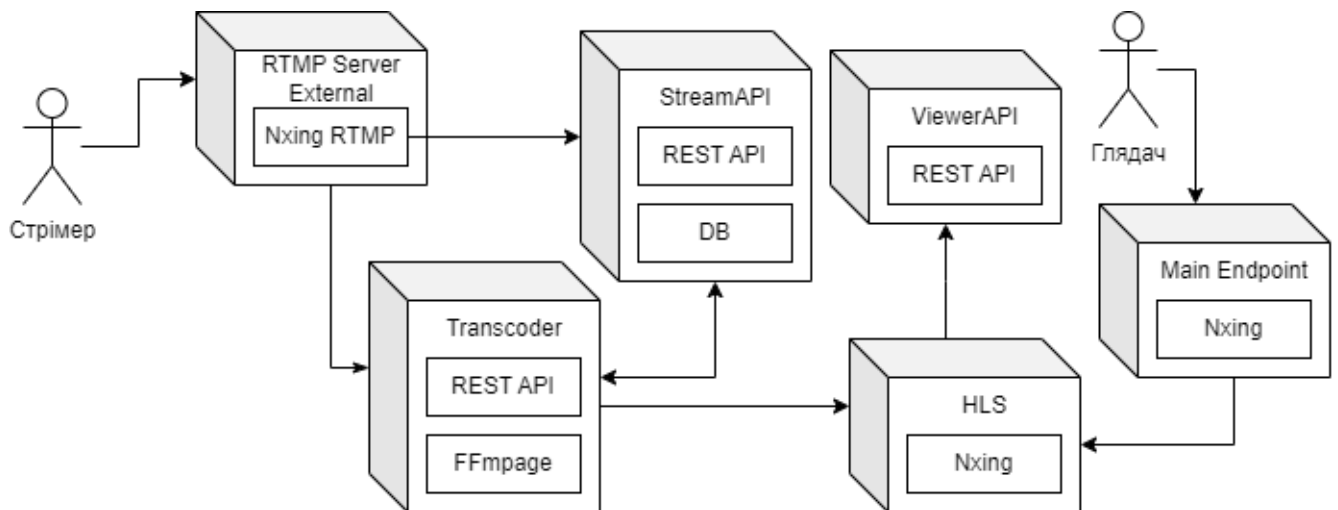 RTMP Server
External
Nxing RTMP
Стрімер
StreamAPI
REST API
DB
ViewerAPI
REST API
Глядач
Main Endpoint
Nxing
Transcoder
REST API
FFmpage
HLS
Nxing